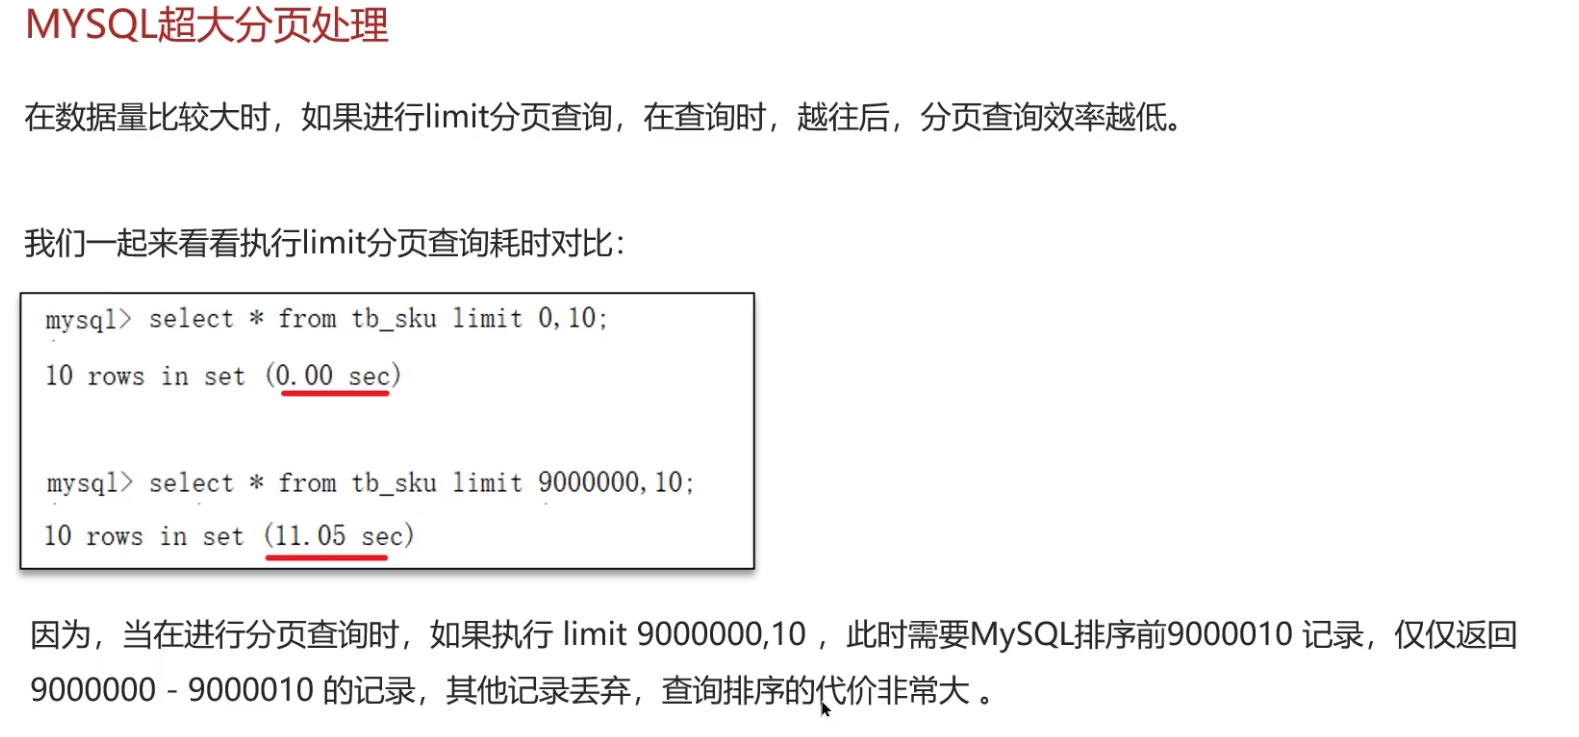 MYSQL超大分页处理
在数据量比较大时，如果进行limit分页查询，在查询时，越往后，分页查询效率越低。
我们一起来看看执行limit分页查询耗时对比：
mysql> select * from tb_sku limit 0,10;
10 rows in set (0.00 sec)
mysql> select * from tb_sku limit 9000000,10;
10 rows in set (11.05 sec)
因为，当在进行分页查询时，如果执行 limit 9000000,10 ，此时需要MySQL排序前9000010 记录，仅仅返回
9000000 - 9000010 的记录，其他记录丢弃，查询排序的代价非常大 。